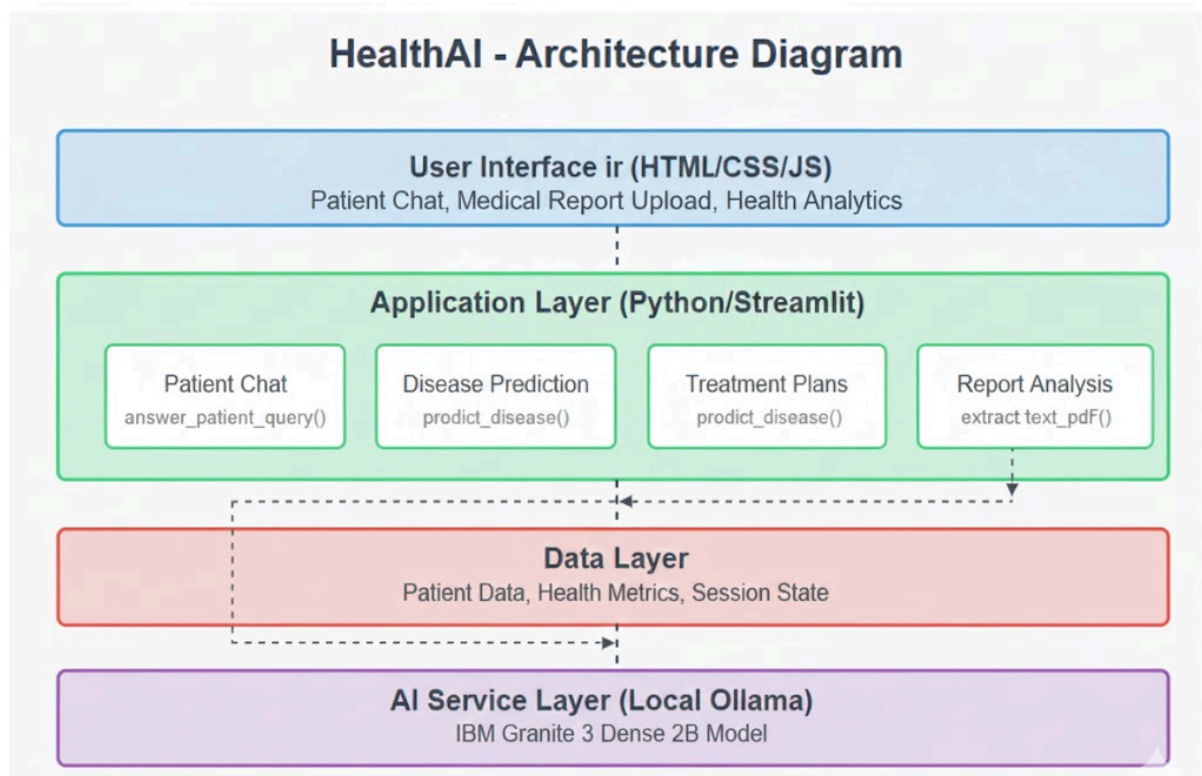 HealthAI - Architecture Diagram
User Interface ir (HTML/CSS/JS)
Patient Chat, Medical Report Upload, Health Analytics
Application Layer (Python/Streamlit)
Patient Chat
answer_patient_query()
Disease Prediction
prodict_disease()
Treatment Plans
prodict_disease()
Report Analysis
extract text_pdF()
Data Layer
Patient Data, Health Metrics, Session State
AI Service Layer (Local Ollama)
IBM Granite 3 Dense 2B Model